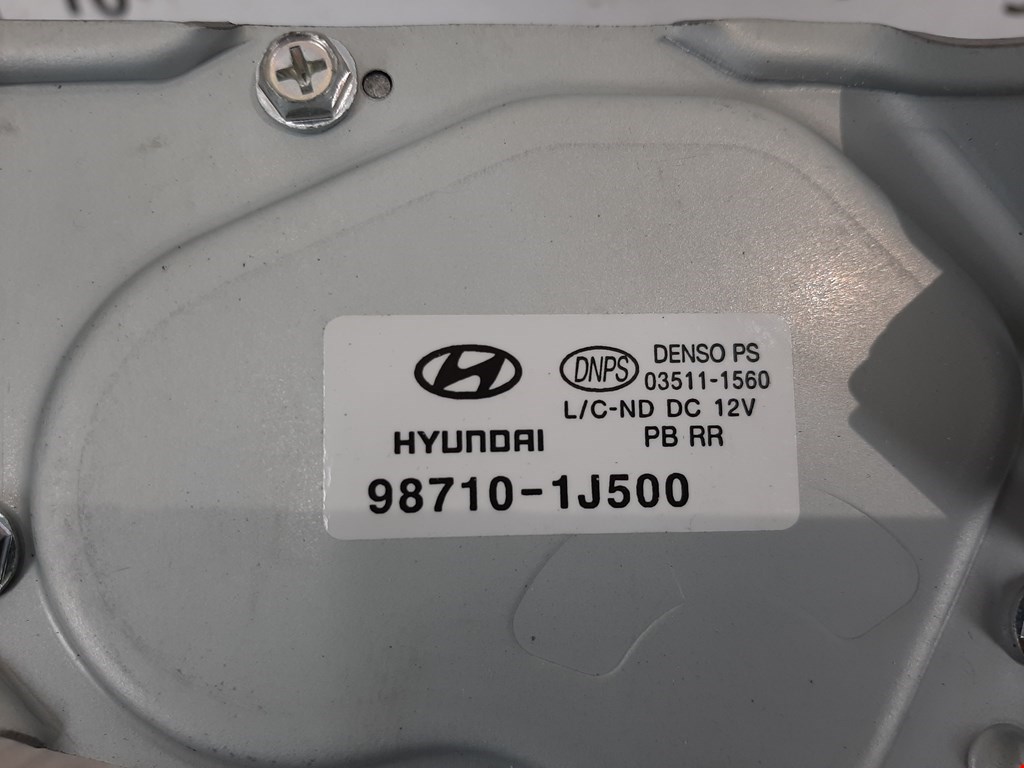 DNPS DENSO PS
03511-1560
L/C-ND DC 12V
HYUNDAI PB RR
98710-1J500